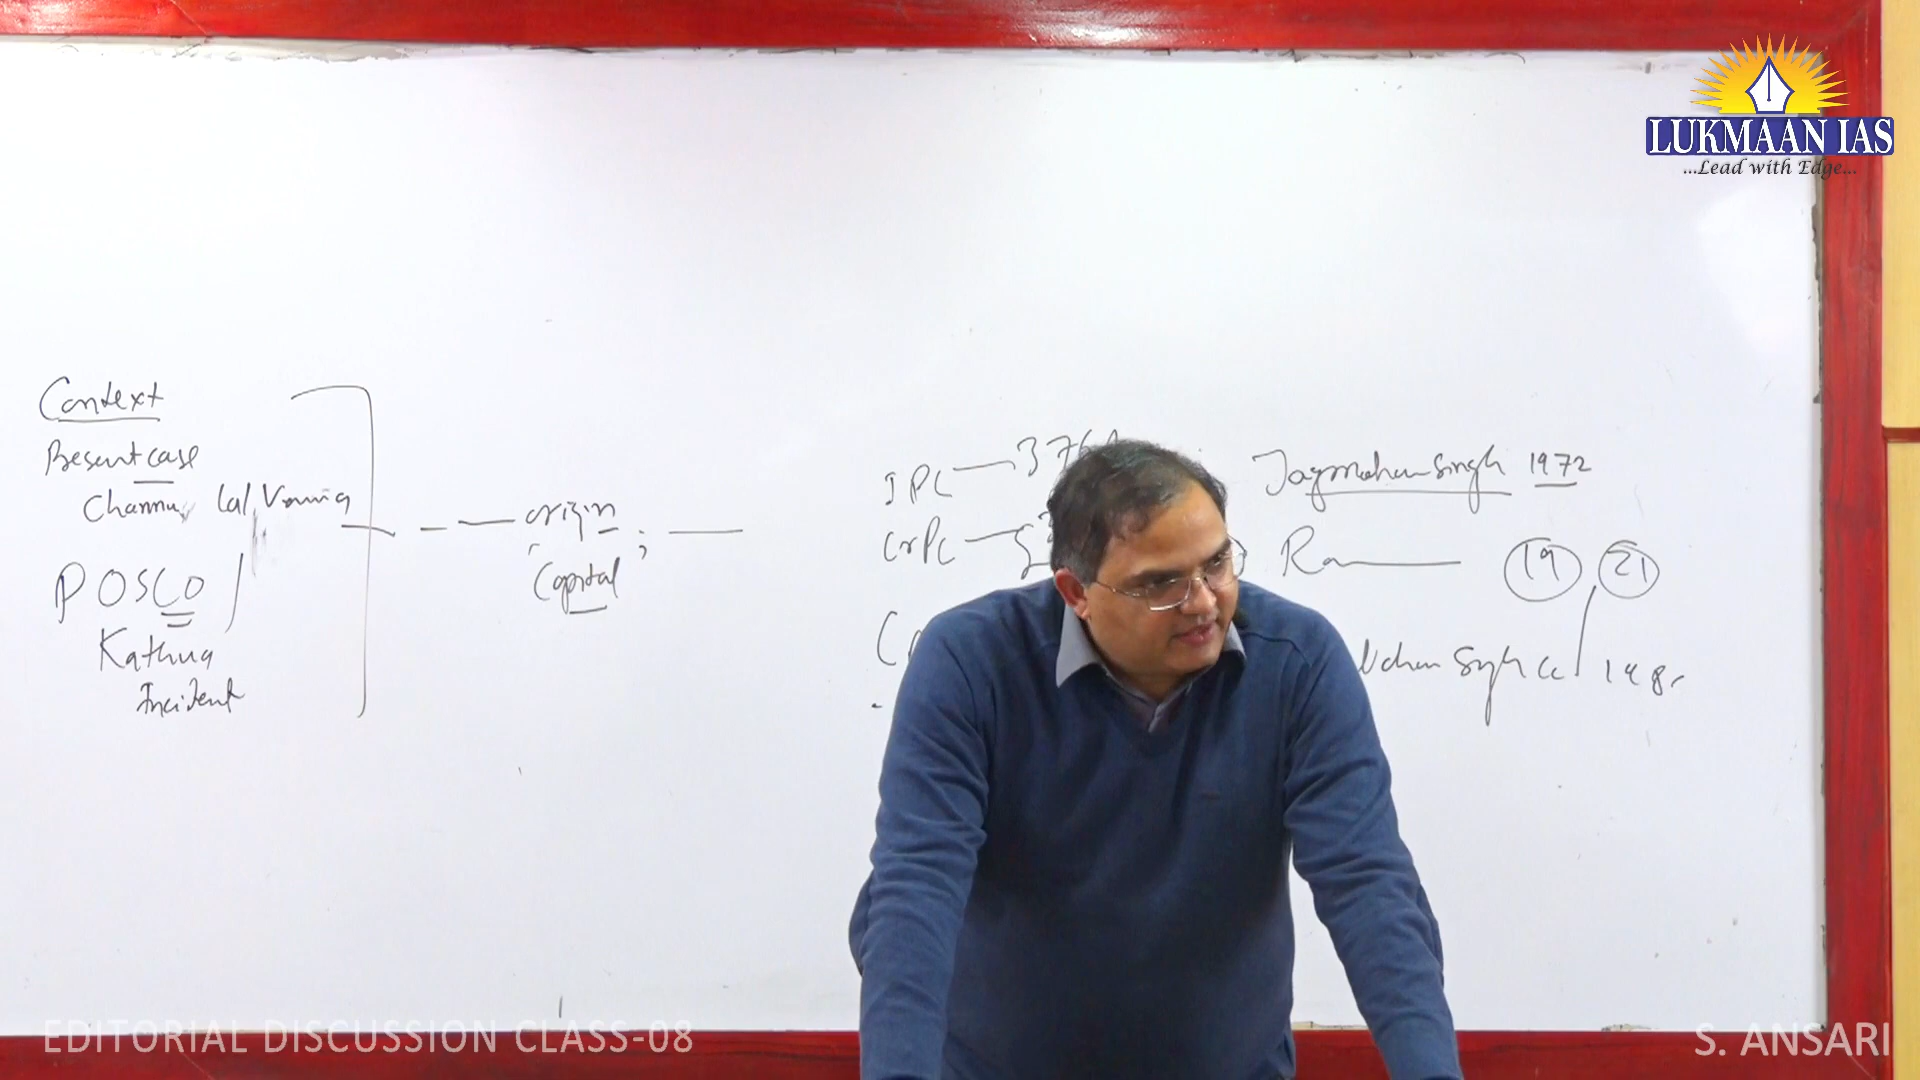 LUKMAAN IAS
...Lead with Edge...
Context
Present case
Channu Lal Verma
POSCO
Kathua
Incident
origin
Capital
IPC 376
CrPC
Jagmohan Singh 1972
19 21
EDITORIAL DISCUSSION CLASS-08
S. ANSARI